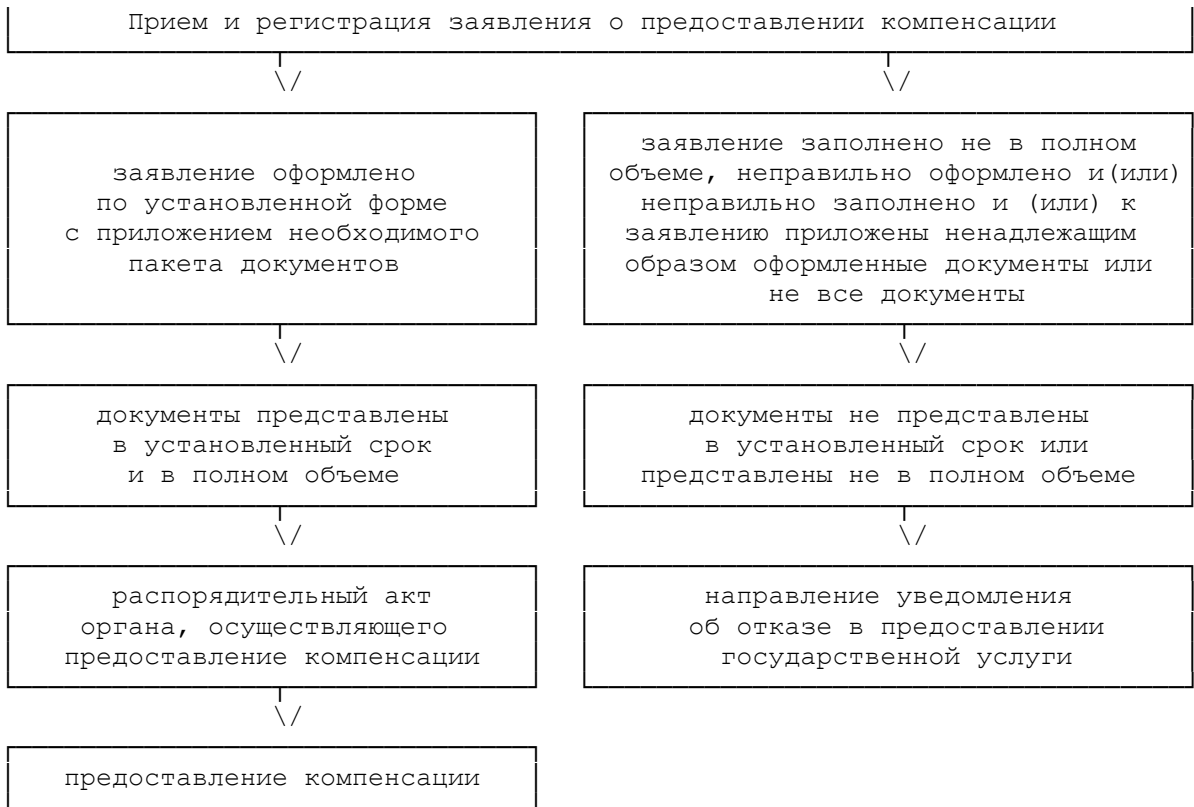 Прием и регистрация заявления о предоставлении компенсации
\/
\/
заявление оформлено
по установленной форме
с приложением необходимого
пакета документов
заявление заполнено не в полном
объеме, неправильно оформлено и(или)
неправильно заполнено и (или) к
заявлению приложены ненадлежащим
образом оформленные документы или
не все документы
\/
\/
документы представлены
в установленный срок
и в полном объеме
документы не представлены
в установленный срок или
представлены не в полном объеме
\/
\/
распорядительный акт
органа, осуществляющего
предоставление компенсации
направление уведомления
об отказе в предоставлении
государственной услуги
\/
предоставление компенсации